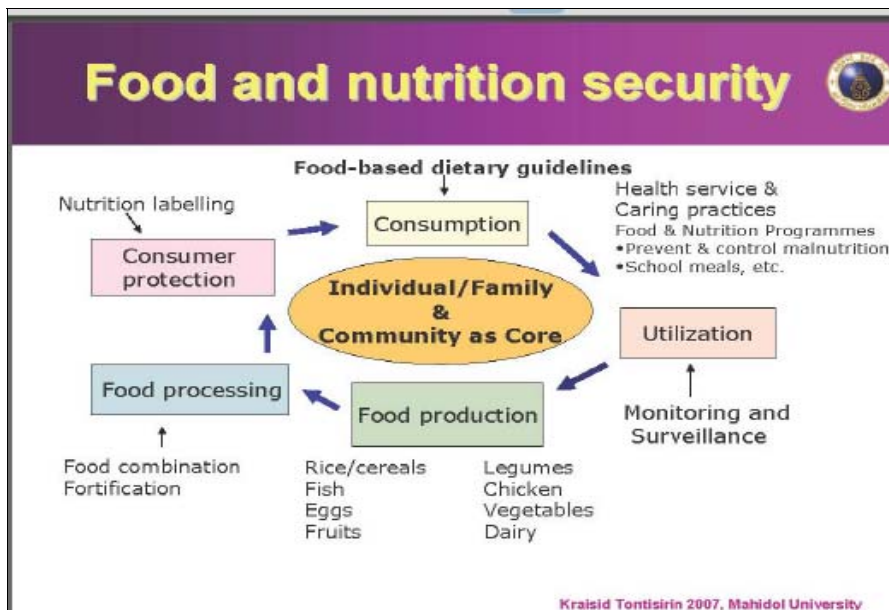 Food and nutrition security
Food-based dietary guidelines
Nutrition labelling
Consumption
Health service &
Caring practices
Food & Nutrition Programmes
•Prevent & control malnutrition
•School meals, etc.
Consumer
protection
Individual/Family
&
Community as Core
Utilization
Food processing
Food production
Monitoring and
Surveillance
Food combination
Fortification
Rice/cereals
Fish
Eggs
Fruits
Legumes
Chicken
Vegetables
Dairy
Kraisid Tontisirin 2007, Mahidol University